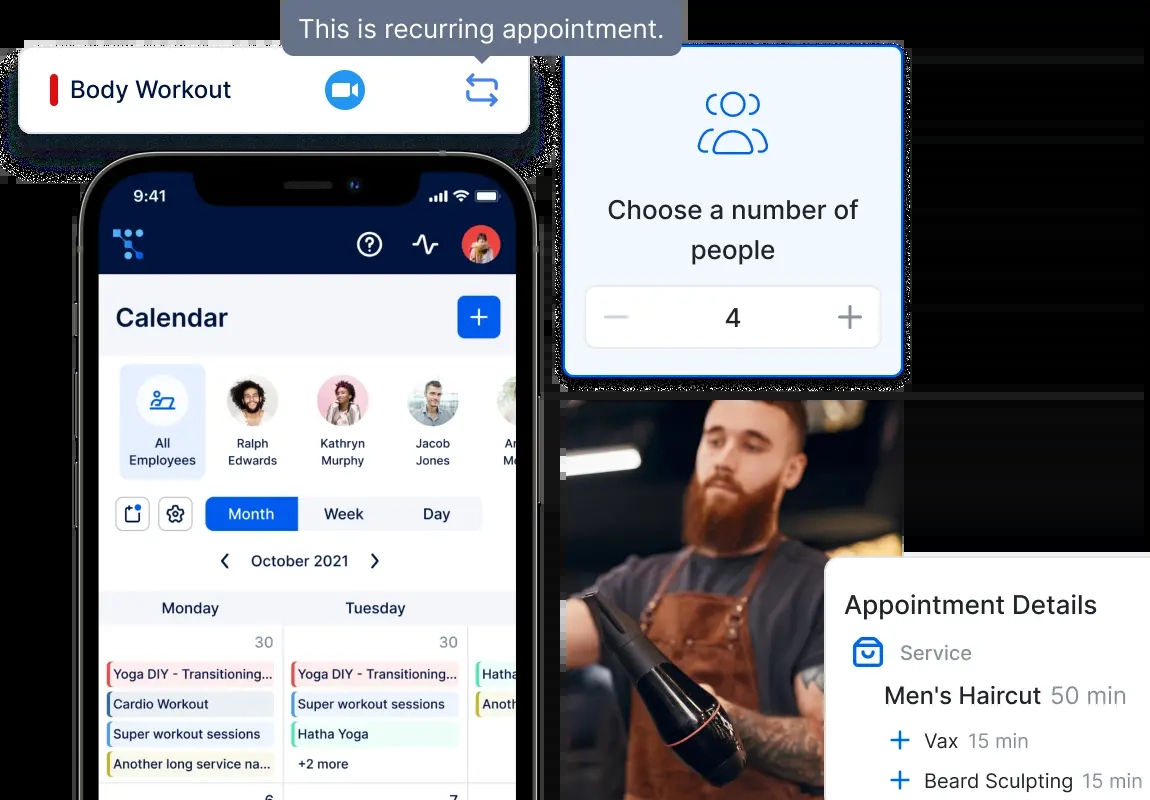 This is recurring appointment.
Body Workout
9:41
Calendar
All
Employees
Ralph
Edwards
Kathryn
Murphy
Jacob
Jones
Month
Week
Day
October 2021
Monday
Tuesday
30
30
Yoga DIY - Transitioning...
Yoga DIY - Transitioning...
Cardio Workout
Super workout sessions
Hatha
Super workout sessions
Hatha Yoga
Another long service na...
+2 more
6
7
Choose a number of
people
4
Appointment Details
Service
Men's Haircut 50 min
Vax 15 min
Beard Sculpting 15 min